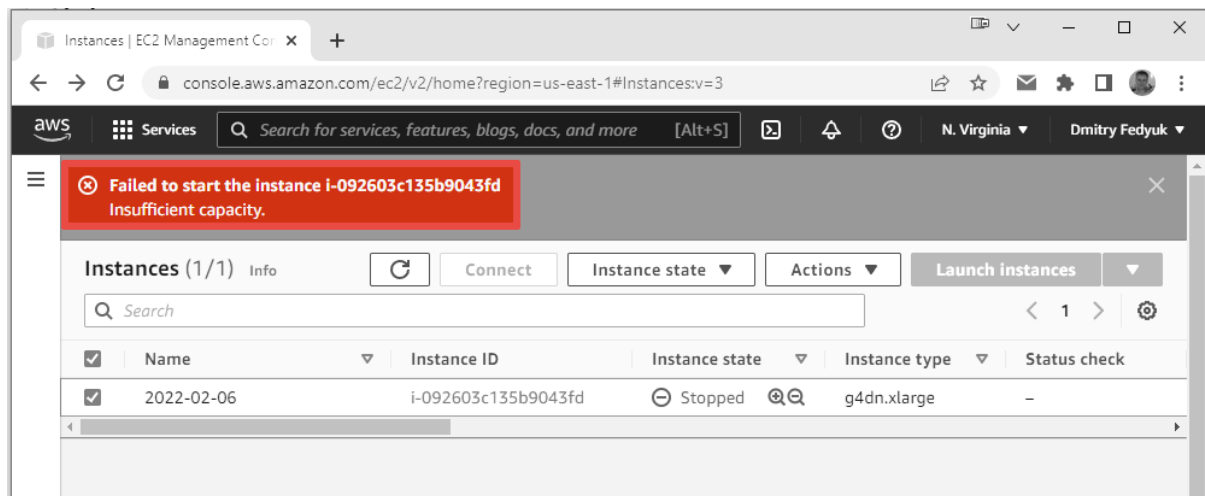 Instances | EC2 Management Cor
console.aws.amazon.com/ec2/v2/home?region=us-east-1#Instances:v=3
aws Services Search for services, features, blogs, docs, and more [Alt+S] N. Virginia Dmitry Fedyuk
Failed to start the instance i-092603c135b9043fd
Insufficient capacity.
Instances (1/1) Info Connect Instance state Actions Launch instances
Search 1
Name Instance ID Instance state Instance type Status check
2022-02-06 i-092603c135b9043fd Stopped g4dn.xlarge –